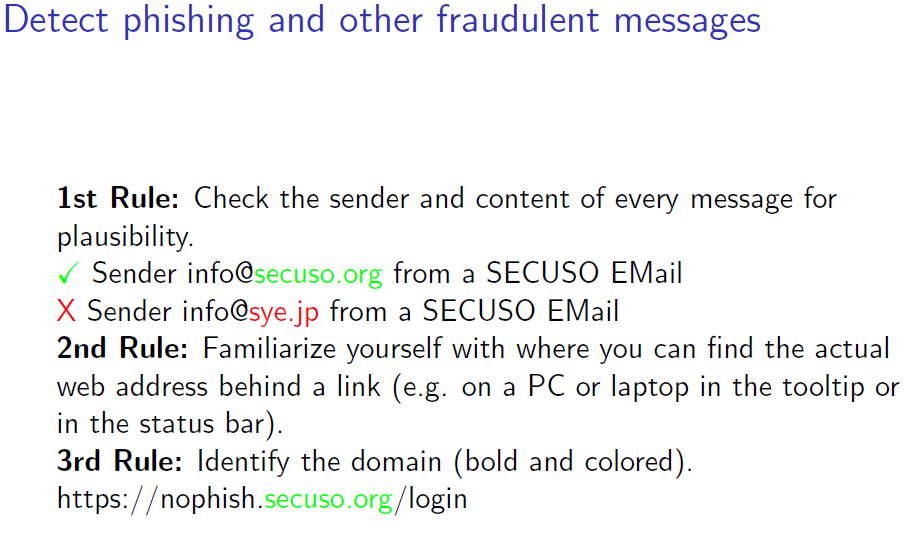 Detect phishing and other fraudulent messages
1st Rule: Check the sender and content of every message for
plausibility.
✓ Sender info@secuso.org from a SECUSO EMail
X Sender info@sye.jp from a SECUSO EMail
2nd Rule: Familiarize yourself with where you can find the actual
web address behind a link (e.g. on a PC or laptop in the tooltip or
in the status bar).
3rd Rule: Identify the domain (bold and colored).
https://nophish.secuso.org/login